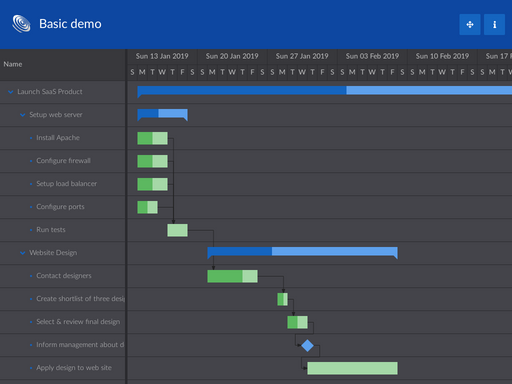 Basic demo
Name
Sun 13 Jan 2019 Sun 20 Jan 2019 Sun 27 Jan 2019 Sun 03 Feb 2019 Sun 10 Feb 2019 Sun 17 F
S M T W T F S S M T W T F S S M T W T F S S M T W T F S S M T W T F S S M T
Launch SaaS Product
Setup web server
Install Apache
Configure firewall
Setup load balancer
Configure ports
Run tests
Website Design
Contact designers
Create shortlist of three desig
Select & review final design
Inform management about d
Apply design to web site